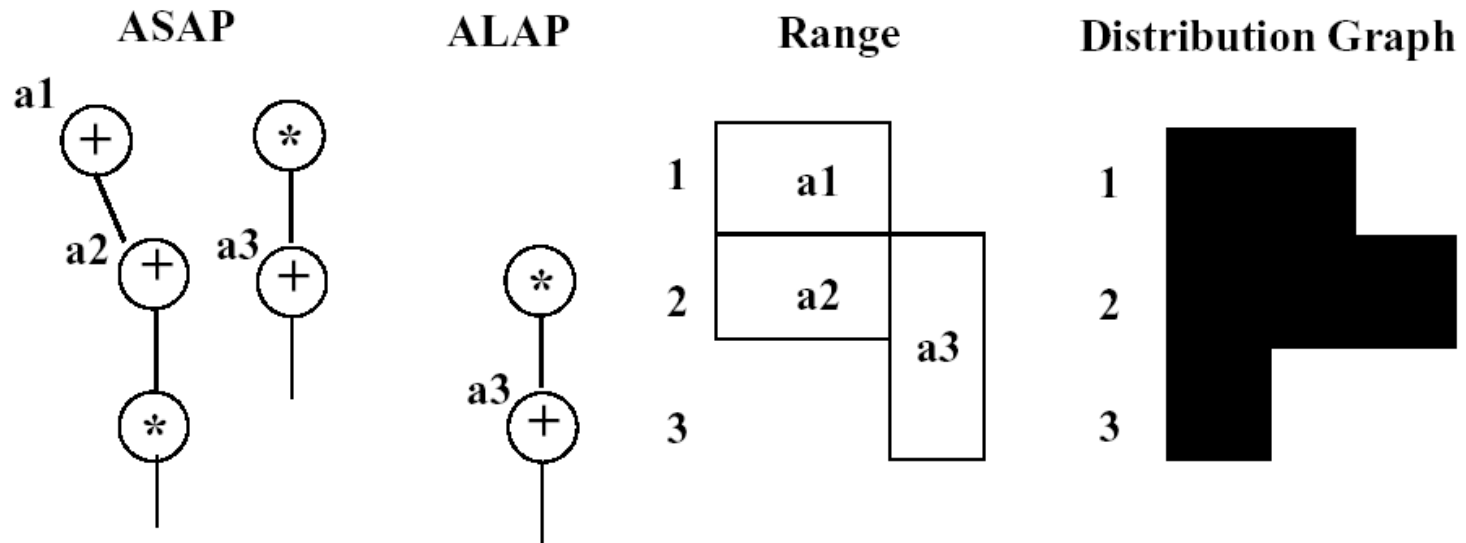 ASAP
ALAP
Range
Distribution Graph
a1
+
*
a2
+
a3
+
*
*
a3
+
1
2
3
a1
a2
a3
1
2
3